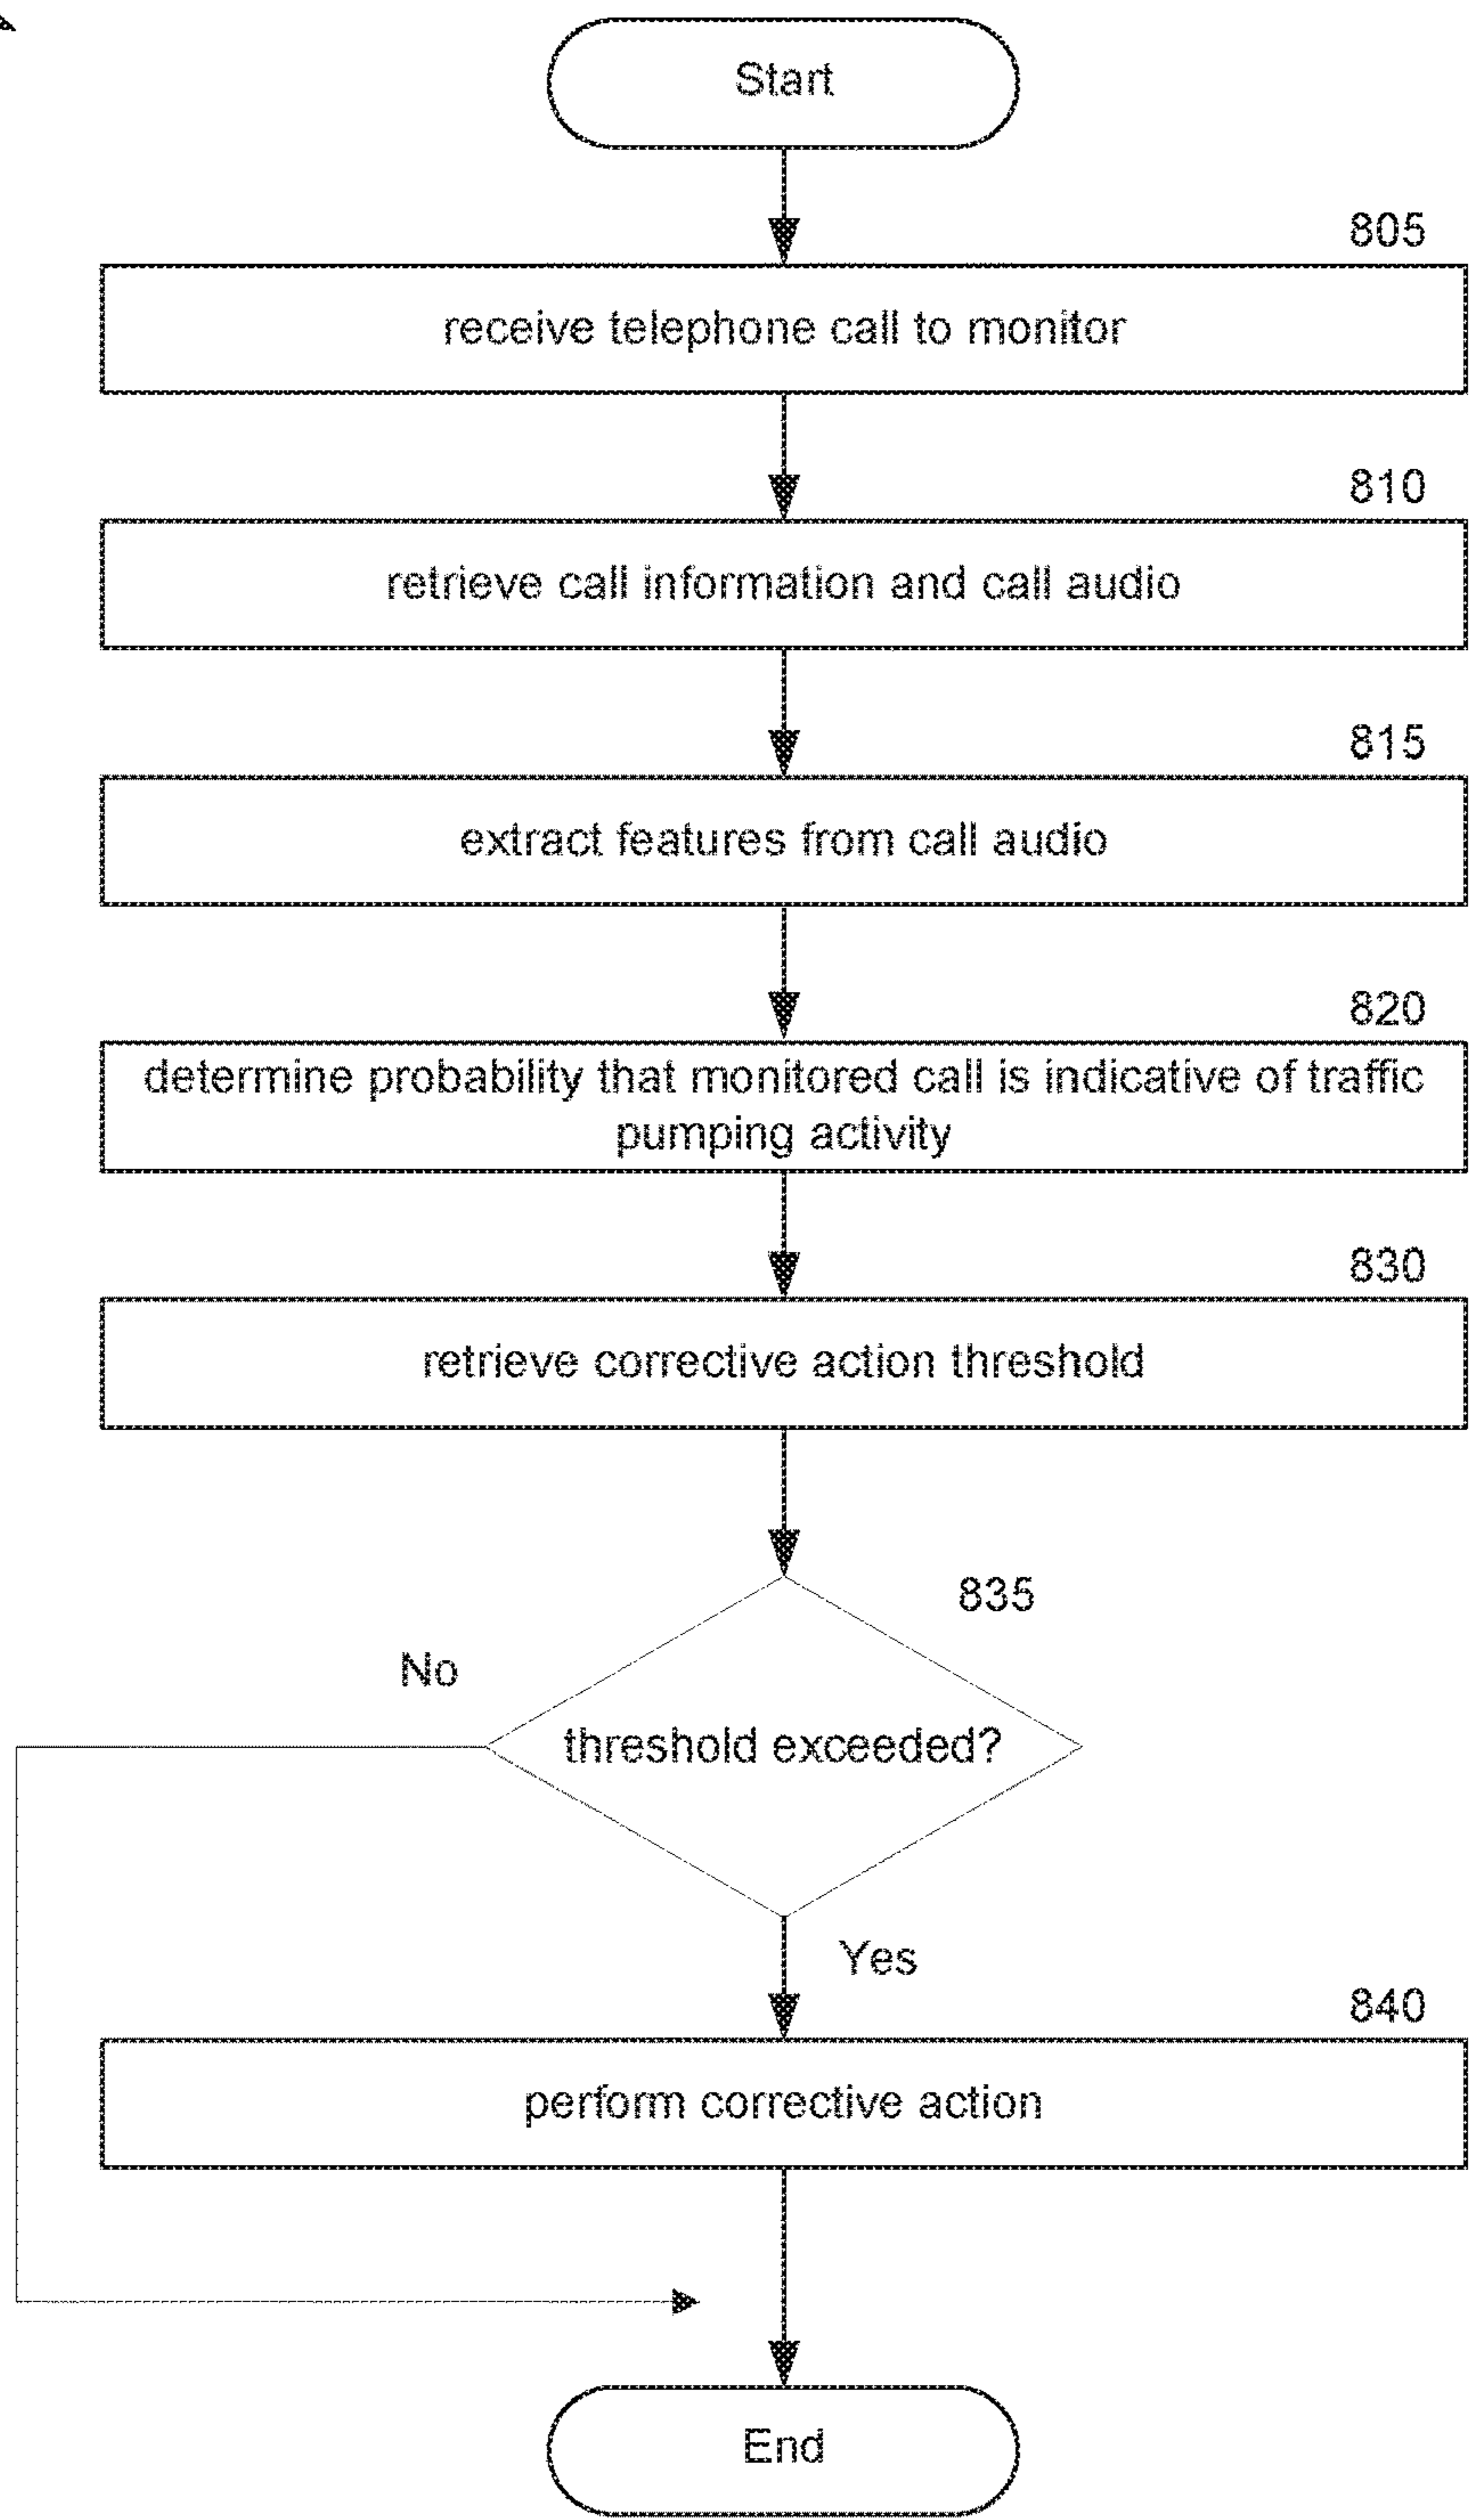 Start
805
receive telephone call to monitor
810
retrieve call information and call audio
815
extract features from call audio
820
determine probability that monitored call is indicative of traffic
pumping activity
830
retrieve corrective action threshold
835
No
threshold exceeded?
Yes
840
perform corrective action
End